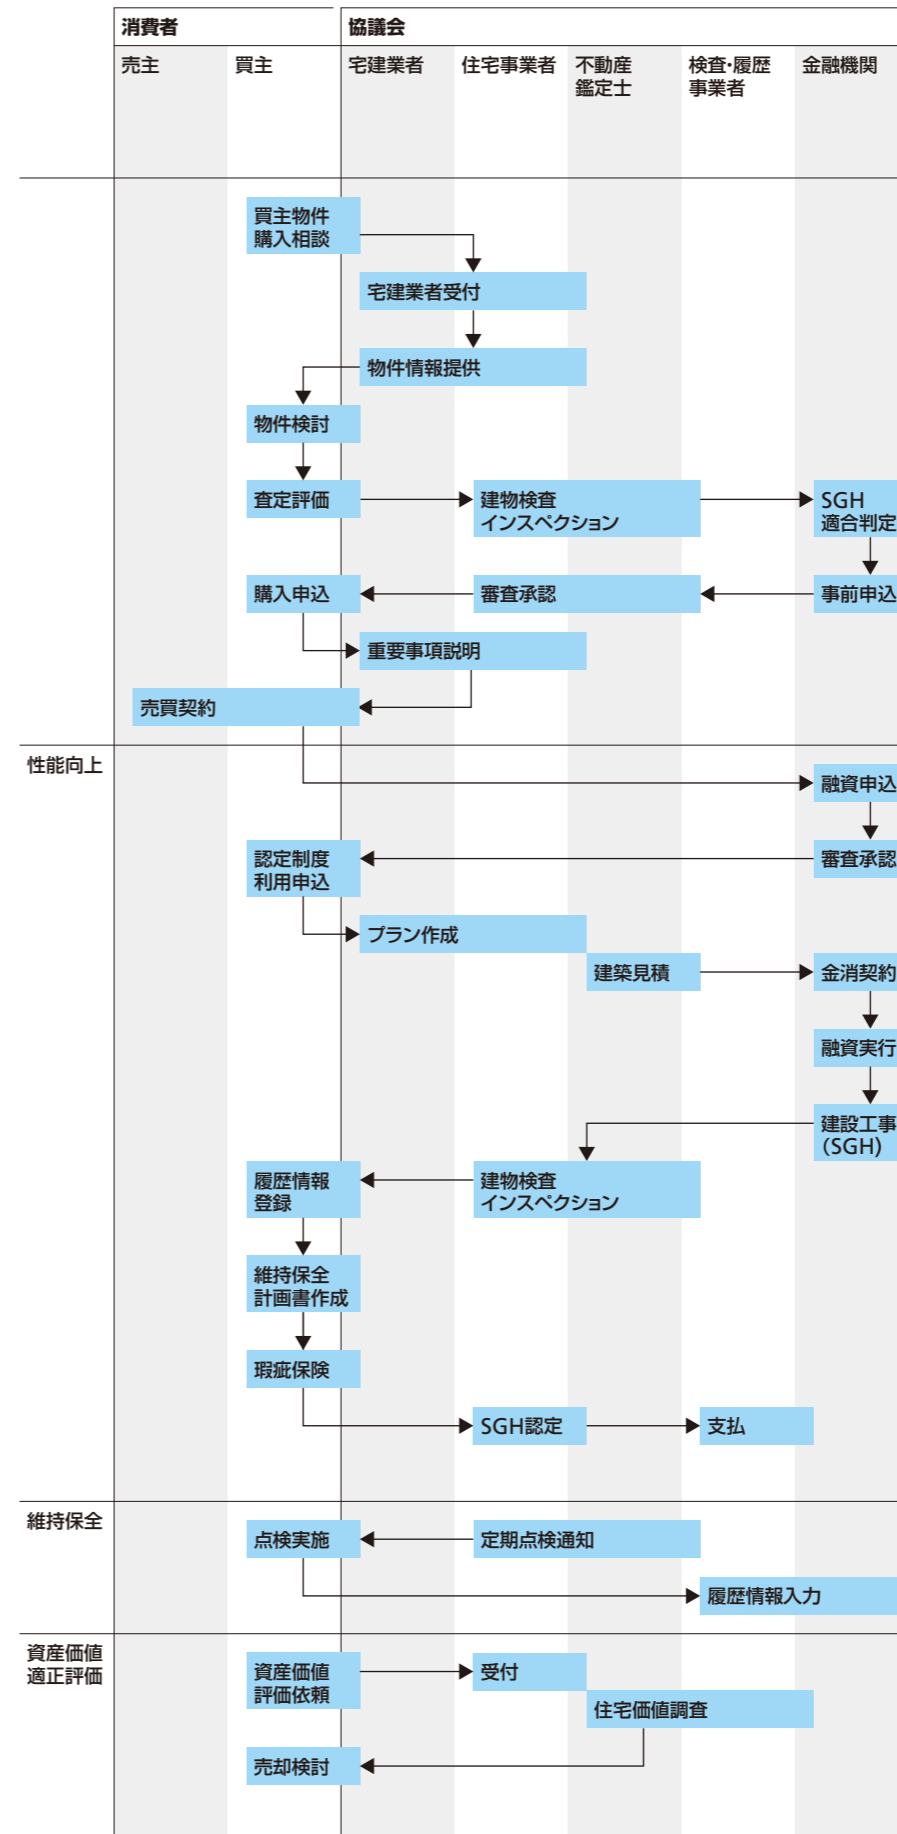 消費者
協議会
売主
買主
宅建業者
住宅事業者
不動産
鑑定士
検査・履歴
事業者
金融機関
買主物件
購入相談
宅建業者受付
物件情報提供
物件検討
査定評価
建物検査
インスペクション
SGH
適合判定
購入申込
審査承認
事前申込
重要事項説明
売買契約
性能向上
融資申込
認定制度
利用申込
審査承認
プラン作成
建築見積
金消契約
融資実行
建設工事
(SGH)
履歴情報
登録
建物検査
インスペクション
維持保全
計画書作成
瑕疵保険
SGH認定
支払
維持保全
点検実施
定期点検通知
履歴情報入力
資産価値
適正評価
資産価値
評価依頼
受付
住宅価値調査
売却検討